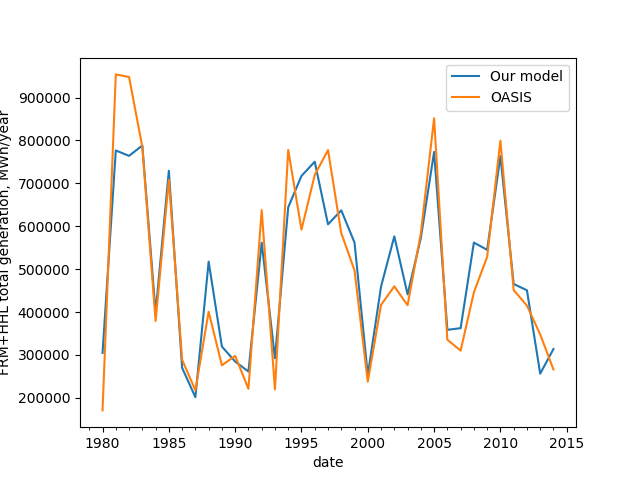 Our model
OASIS
900000
800000
700000
600000
500000
400000
300000
200000
FRM+HHL total generation, MWh/year
1980 1985 1990 1995 2000 2005 2010 2015
date